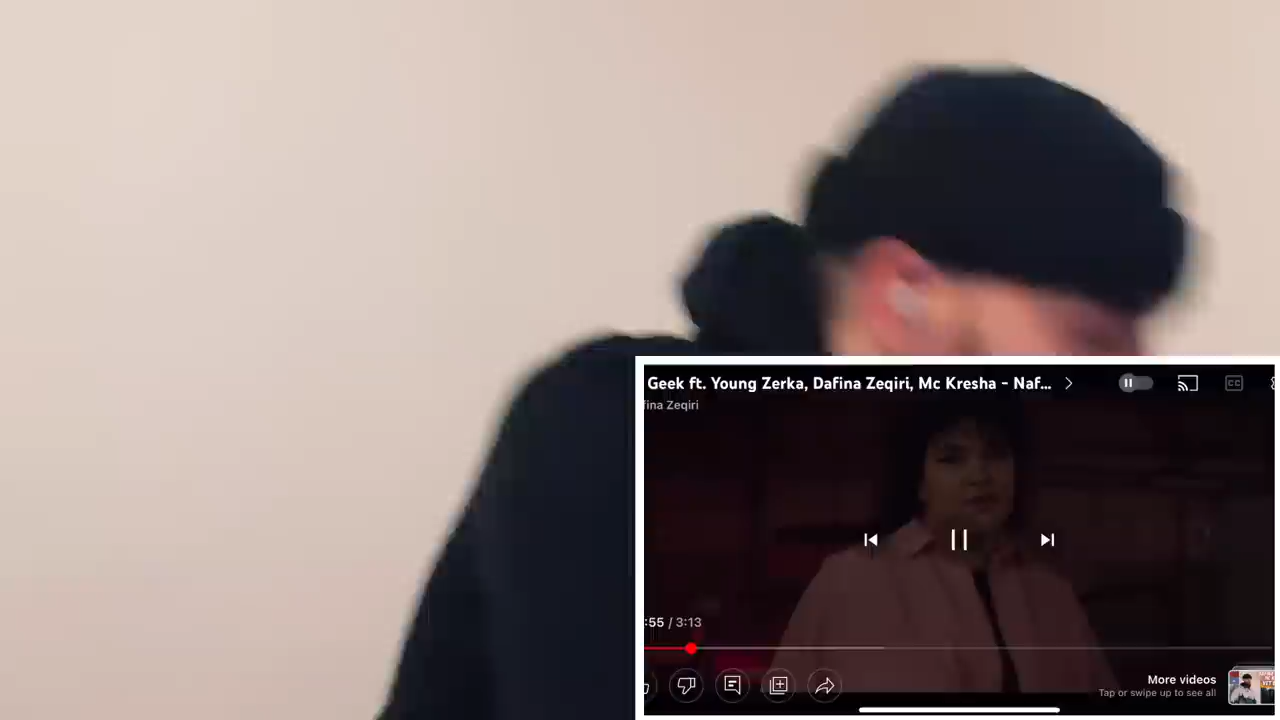 Geek ft. Young Zerka, Dafina Zeqiri, Mc Kresha - Naf...
fina Zeqiri
CC
:55 / 3:13
More videos
Tap or swipe up to see all